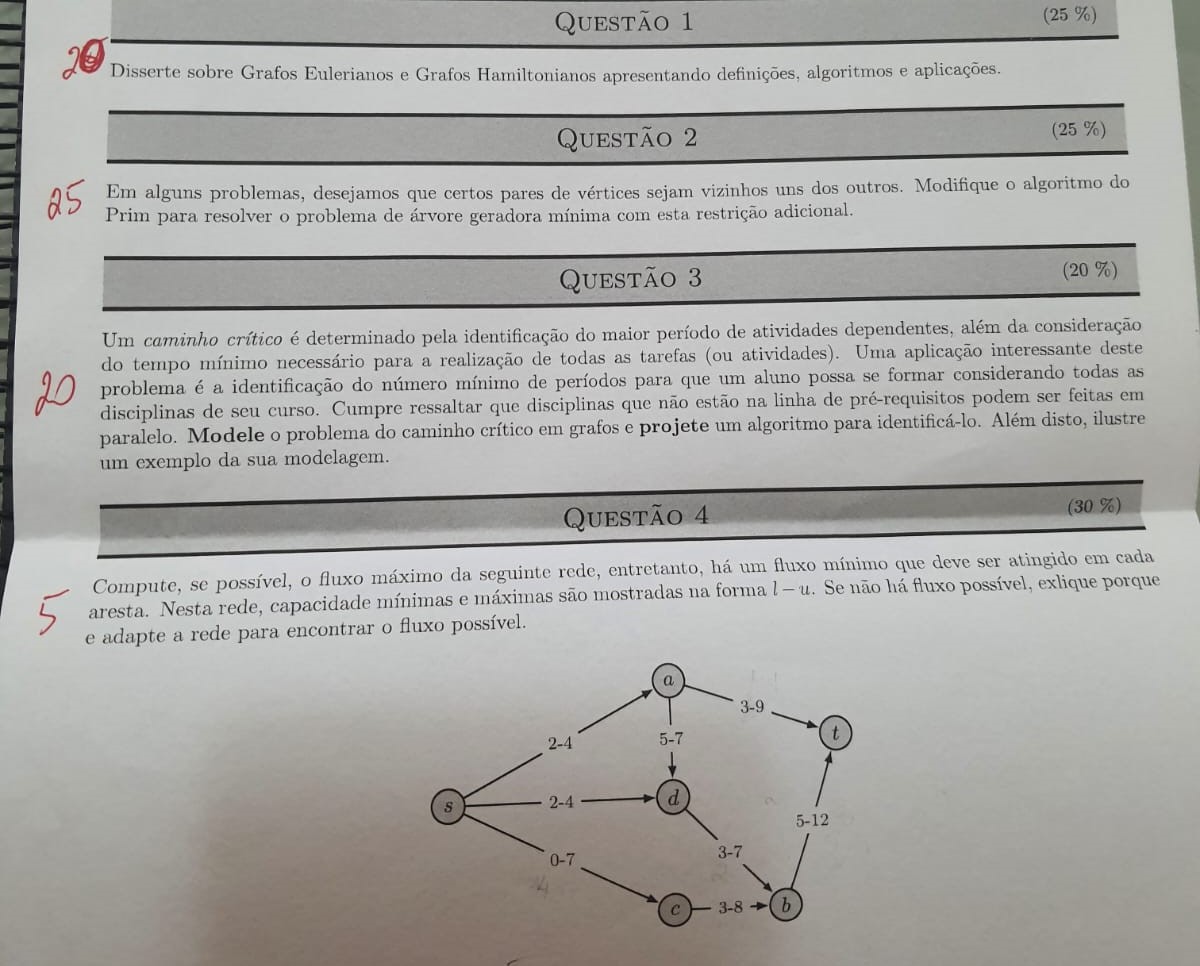 QUESTÃO 1 (25 %)
20 Disserte sobre Grafos Eulerianos e Grafos Hamiltonianos apresentando definições, algoritmos e aplicações.
QUESTÃO 2 (25 %)
25 Em alguns problemas, desejamos que certos pares de vértices sejam vizinhos uns dos outros. Modifique o algoritmo do
Prim para resolver o problema de árvore geradora mínima com esta restrição adicional.
QUESTÃO 3 (20 %)
Um caminho crítico é determinado pela identificação do maior período de atividades dependentes, além da consideração
do tempo mínimo necessário para a realização de todas as tarefas (ou atividades). Uma aplicação interessante deste
20 problema é a identificação do número mínimo de períodos para que um aluno possa se formar considerando todas as
disciplinas de seu curso. Cumpre ressaltar que disciplinas que não estão na linha de pré-requisitos podem ser feitas em
paralelo. Modele o problema do caminho crítico em grafos e projete um algoritmo para identificá-lo. Além disto, ilustre
um exemplo da sua modelagem.
QUESTÃO 4 (30 %)
Compute, se possível, o fluxo máximo da seguinte rede, entretanto, há um fluxo mínimo que deve ser atingido em cada
5 aresta. Nesta rede, capacidade mínimas e máximas são mostradas na forma l – u. Se não há fluxo possível, exlique porque
e adapte a rede para encontrar o fluxo possível.
a
3-9
t
2-4
5-7
s
2-4
d
5-12
0-7
3-7
4
c
3-8
b